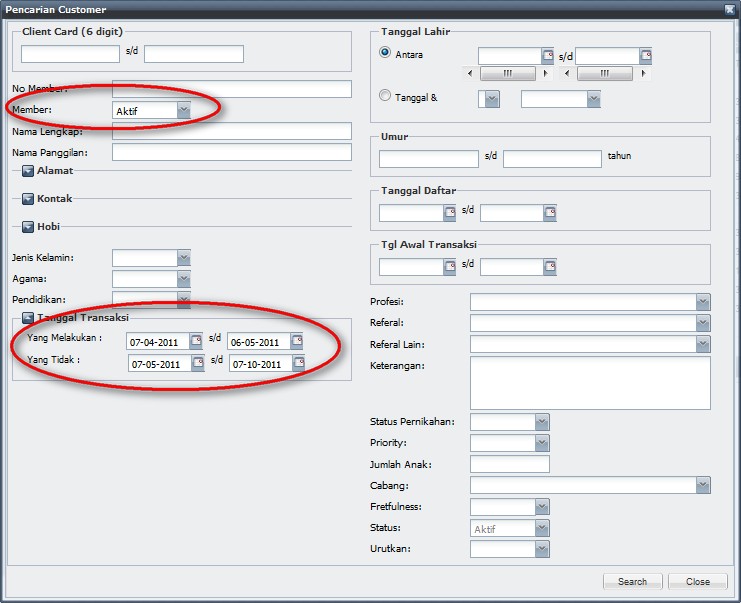 Pencarian Customer
Client Card (6 digit)
s/d
No Member:
Member: Aktif
Nama Lengkap:
Nama Panggilan:
Alamat
Kontak
Hobi
Jenis Kelamin:
Agama:
Pendidikan:
Tanggal Transaksi
Yang Melakukan : 07-04-2011 s/d 06-05-2011
Yang Tidak : 07-05-2011 s/d 07-10-2011
Tanggal Lahir
Antara s/d
Tanggal &
Umur
s/d tahun
Tanggal Daftar
s/d
Tgl Awal Transaksi
s/d
Profesi:
Referal:
Referal Lain:
Keterangan:
Status Pernikahan:
Priority:
Jumlah Anak:
Cabang:
Fretfulness:
Status: Aktif
Urutkan:
Search Close